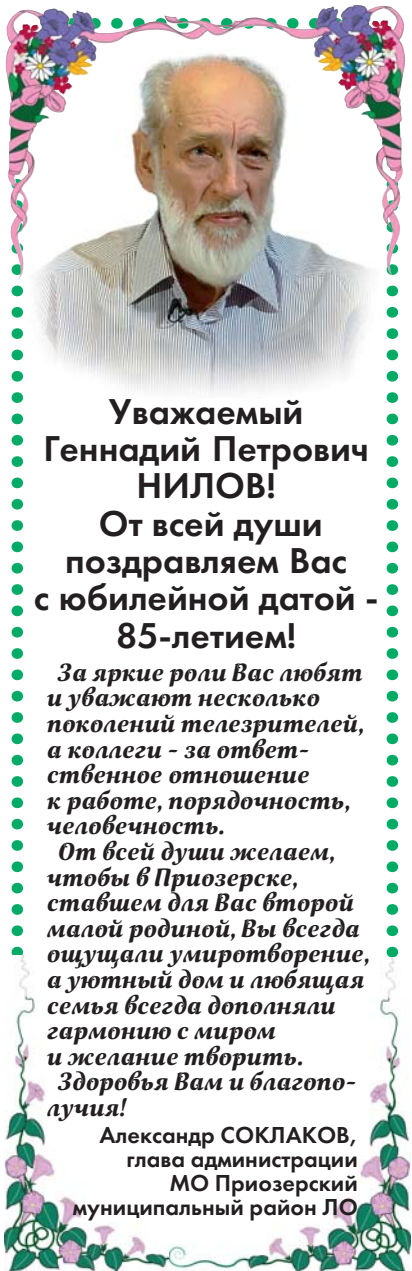 Уважаемый
Геннадий Петрович
НИЛОВ!
От всей души
поздравляем Вас
с юбилейной датой -
85-летием!
За яркие роли Вас любят
и уважают несколько
поколений телезрителей,
а коллеги - за ответ-
ственное отношение
к работе, порядочность,
человечность.
От всей души желаем,
чтобы в Приозерске,
ставшем для Вас второй
малой родиной, Вы всегда
ощущали умиротворение,
а уютный дом и любящая
семья всегда дополняли
гармонию с миром
и желание творить.
Здоровья Вам и благопо-
лучия!
Александр СОКЛАКОВ,
глава администрации
МО Приозерский
муниципальный район ЛО